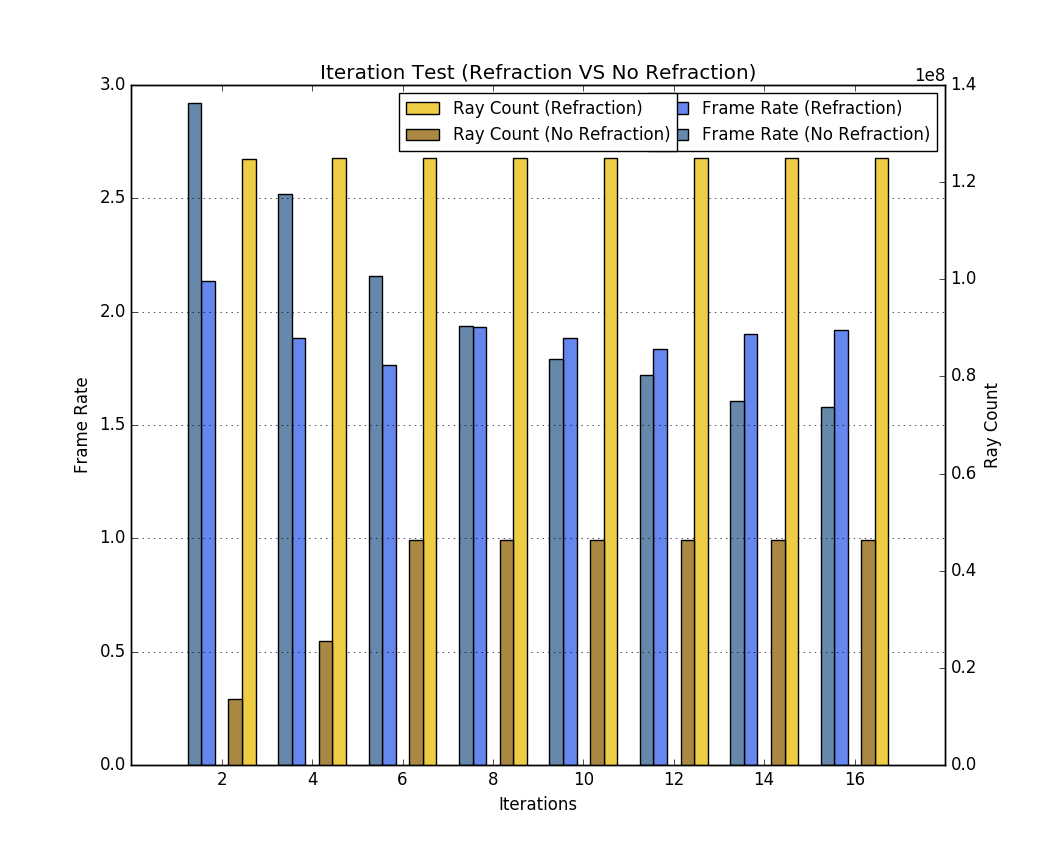 Iteration Test (Refraction VS No Refraction)
1e8
3.0
2.5
2.0
1.5
1.0
0.5
0.0
Frame Rate
Ray Count (Refraction)
Ray Count (No Refraction)
Frame Rate (Refraction)
Frame Rate (No Refraction)
1.4
1.2
1.0
0.8
0.6
0.4
0.2
0.0
Ray Count
2 4 6 8 10 12 14 16
Iterations